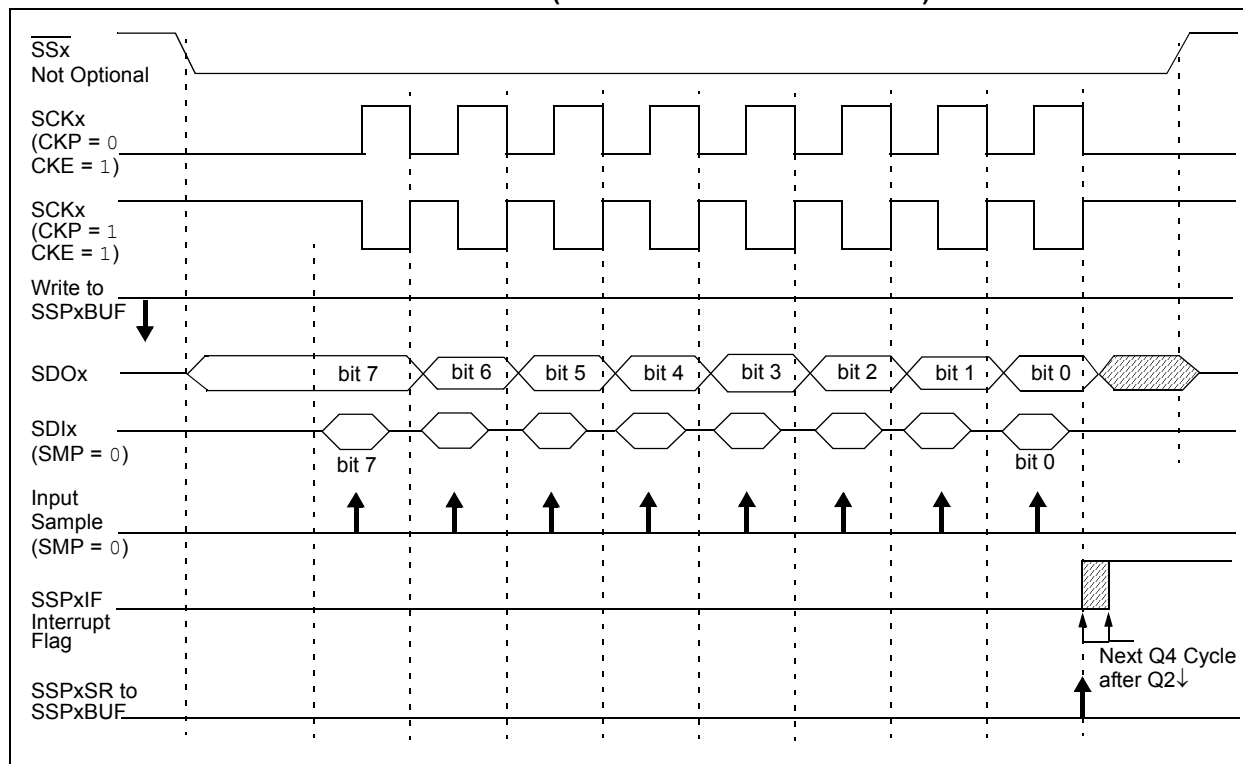 SSx
Not Optional
SCKx
(CKP = 0
CKE = 1)
SCKx
(CKP = 1
CKE = 1)
Write to
SSPxBUF
SDOx
bit 7
bit 6
bit 5
bit 4
bit 3
bit 2
bit 1
bit 0
SDIx
(SMP = 0)
bit 7
bit 0
Input
Sample
(SMP = 0)
SSPxIF
Interrupt
Flag
Next Q4 Cycle
after Q2↓
SSPxSR to
SSPxBUF